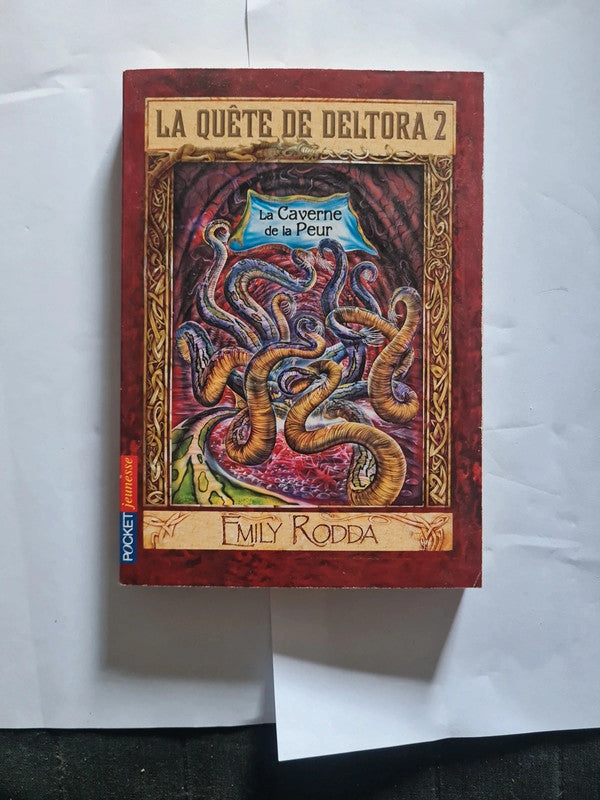 LA QUÊTE DE DELTORA 2
La Caverne
de la Peur
EMILY RODDA
POCKET jeunesse